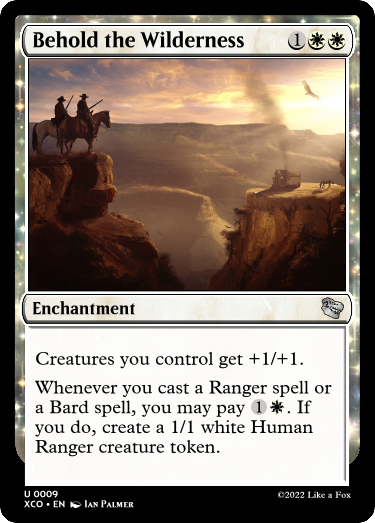 Behold the Wilderness 1
Enchantment
Creatures you control get +1/+1.
Whenever you cast a Ranger spell or
a Bard spell, you may pay 1 . If
you do, create a 1/1 white Human
Ranger creature token.
U 0009
XCO • EN Ian Palmer
©2022 Like a Fox